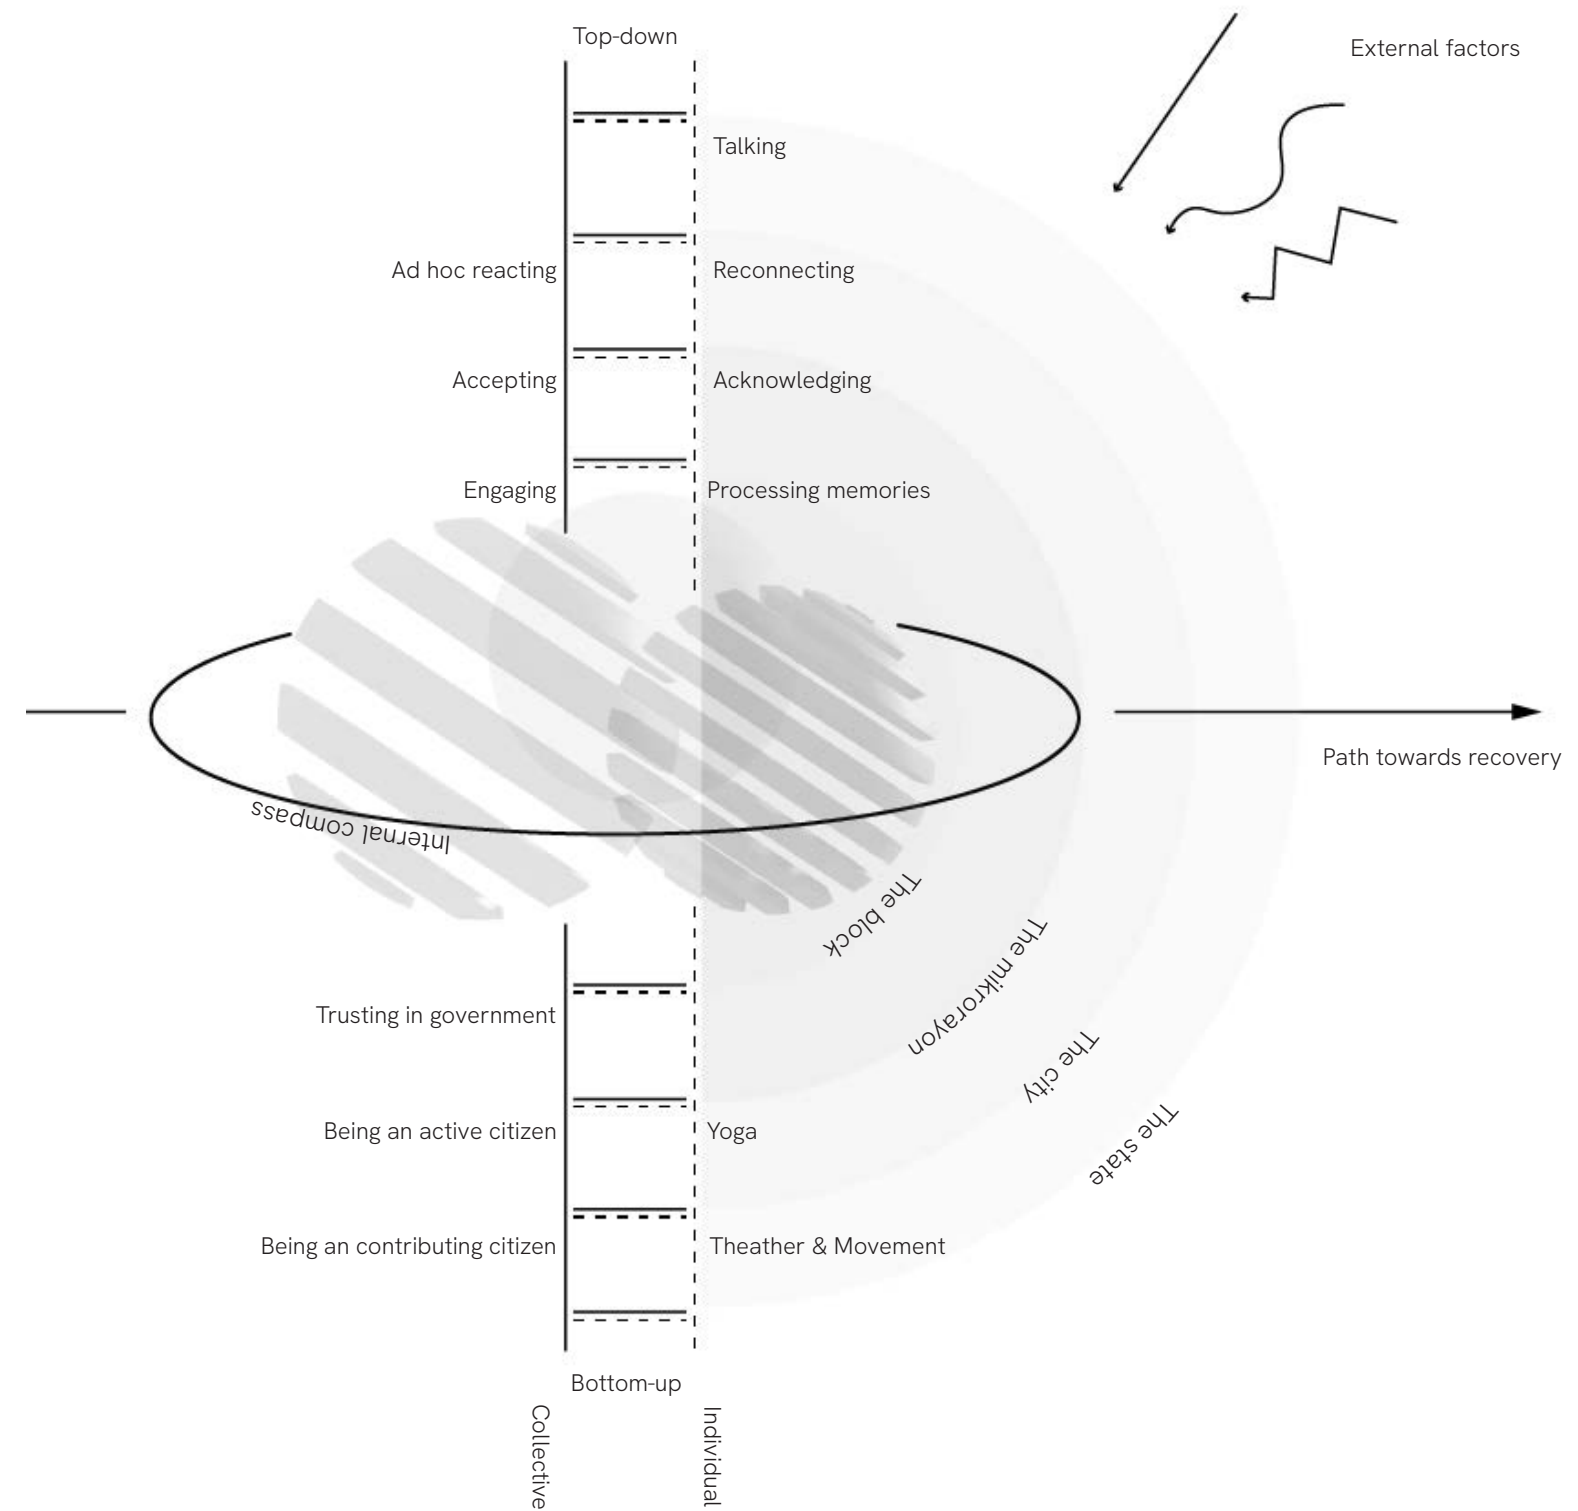 Top-down
External factors
Talking
Ad hoc reacting
Reconnecting
Accepting
Acknowledging
Engaging
Processing memories
Path towards recovery
Internal compass
The block
The mikrorayon
The city
The state
Trusting in government
Being an active citizen
Yoga
Being an contributing citizen
Theather & Movement
Bottom-up
Collective
Individual